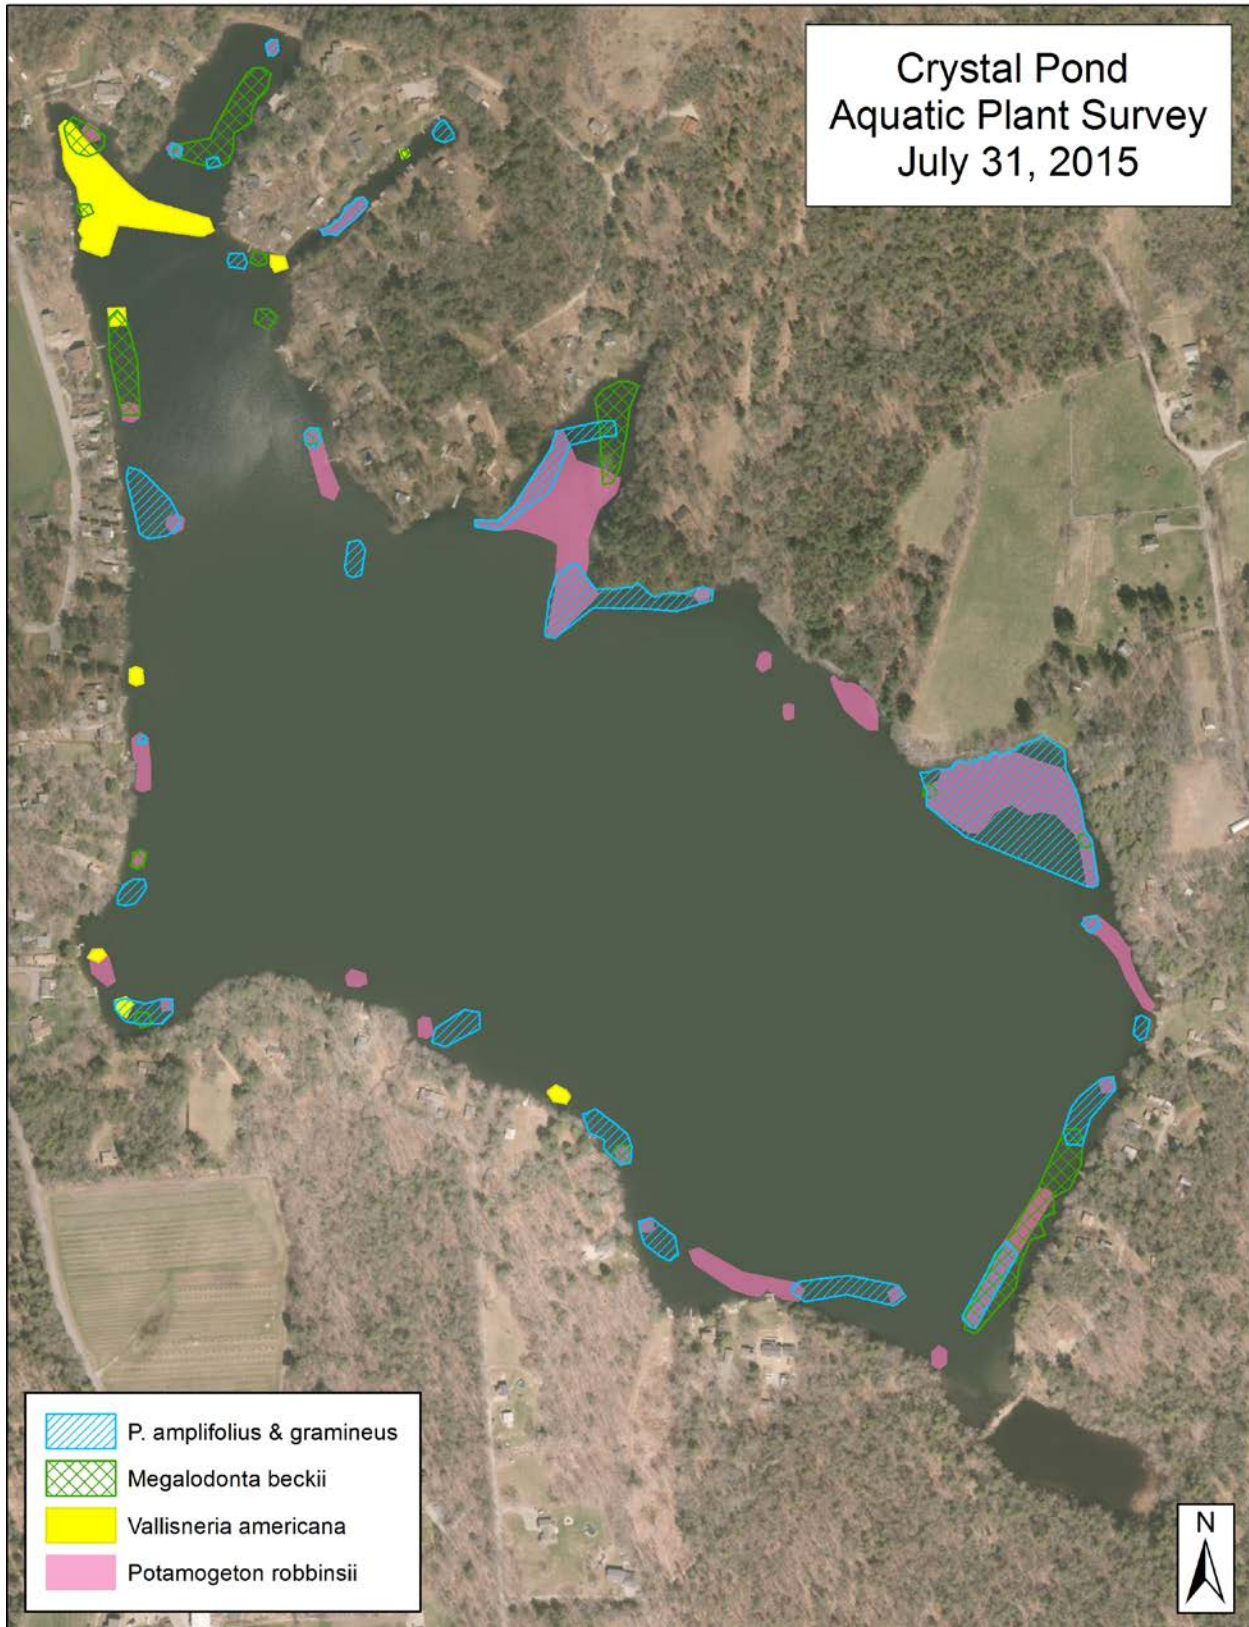 Crystal Pond
Aquatic Plant Survey
July 31, 2015
P. amplifolius & gramineus
Megalodonta beckii
Vallisneria americana
Potamogeton robbinsii
N